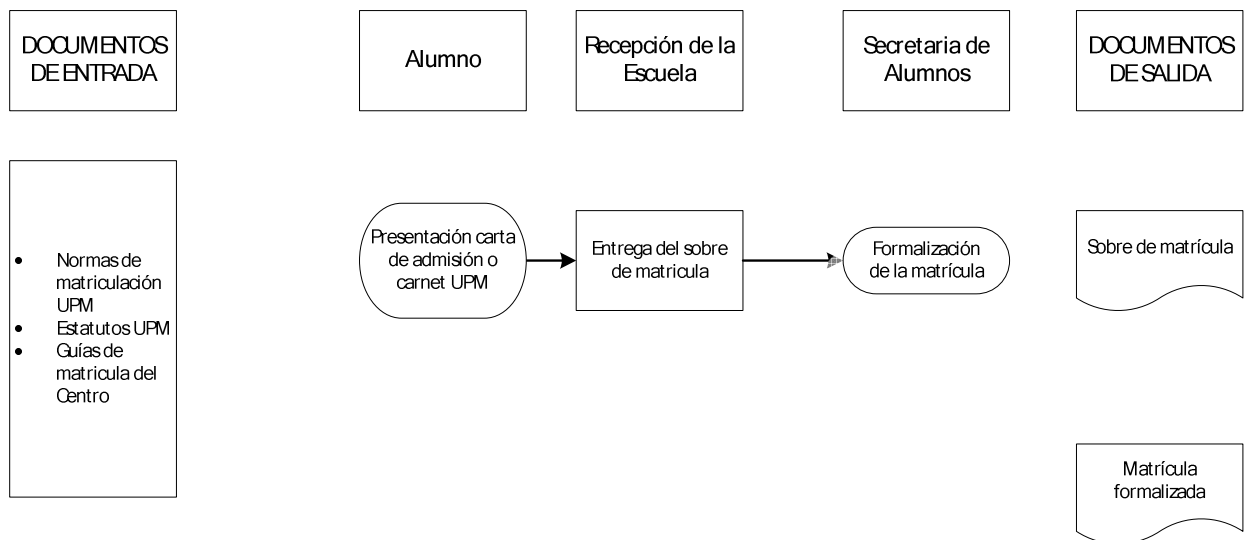 DOCUMENTOS
DE ENTRADA
Alumno
Recepción de la
Escuela
Secretaria de
Alumnos
DOCUMENTOS
DE SALIDA
• Normas de
matriculación
UPM
• Estatutos UPM
• Guías de
matricula del
Centro
Presentación carta
de admisión o
carnet UPM
Entrega del sobre
de matricula
Formalización
de la matrícula
Sobre de matrícula
Matrícula
formalizada